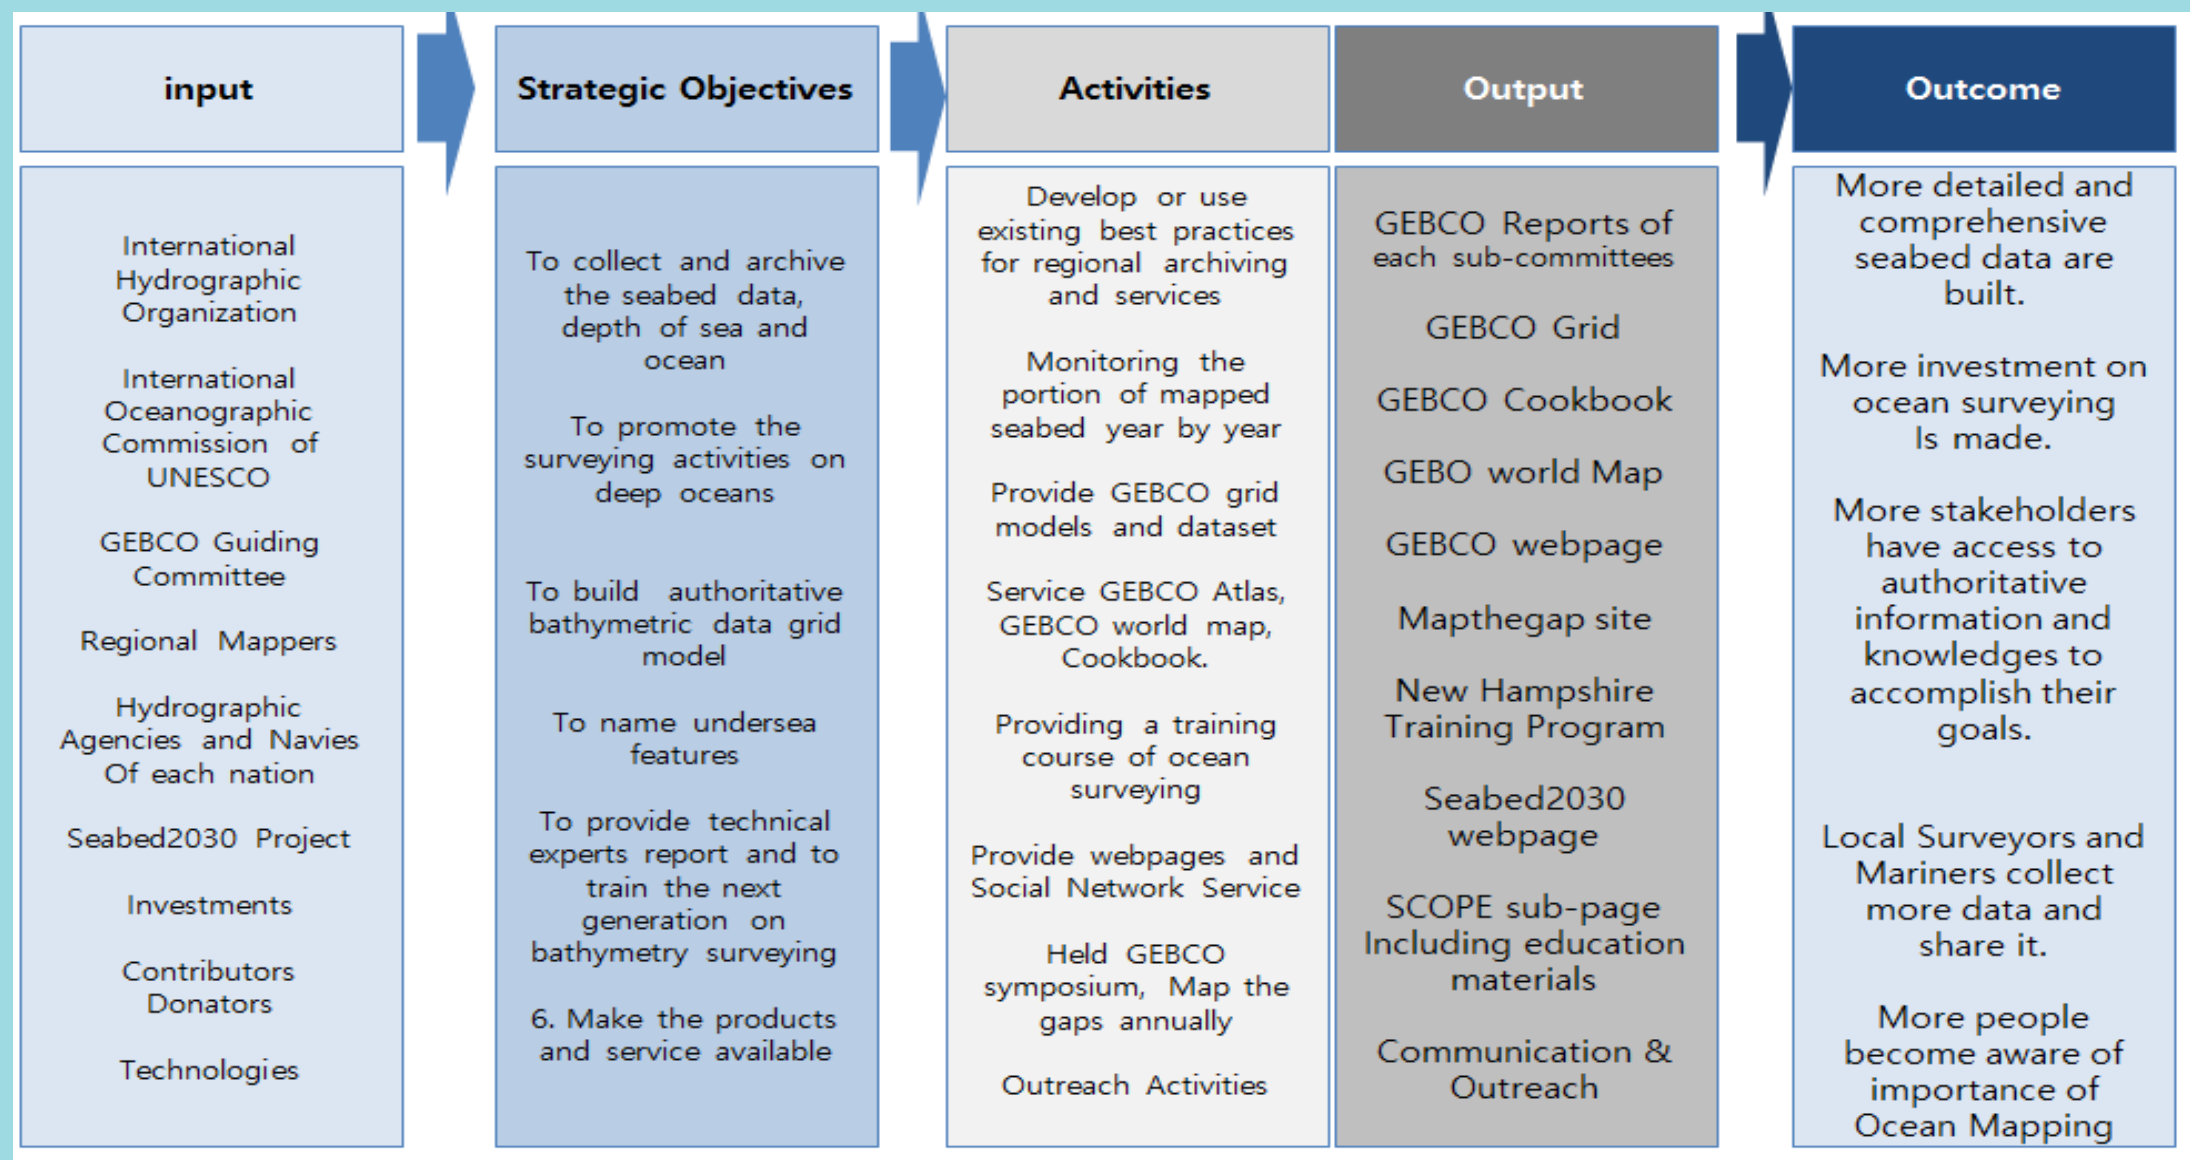 input
International
Hydrographic
Organization
International
Oceanographic
Commission of
UNESCO
GEBCO Guiding
Committee
Regional Mappers
Hydrographic
Agencies and Navies
Of each nation
Seabed2030 Project
Investments
Contributors
Donators
Technologies
Strategic Objectives
To collect and archive
the seabed data,
depth of sea and
ocean
To promote the
surveying activities on
deep oceans
To build authoritative
bathymetric data grid
model
To name undersea
features
To provide technical
experts report and to
train the next
generation on
bathymetry surveying
6. Make the products
and service available
Activities
Develop or use
existing best practices
for regional archiving
and services
Monitoring the
portion of mapped
seabed year by year
Provide GEBCO grid
models and dataset
Service GEBCO Atlas,
GEBCO world map,
Cookbook.
Providing a training
course of ocean
surveying
Provide webpages and
Social Network Service
Held GEBCO
symposium, Map the
gaps annually
Outreach Activities
Output
GEBCO Reports of
each sub-committees
GEBCO Grid
GEBCO Cookbook
GEBO world Map
GEBCO webpage
Mapthegap site
New Hampshire
Training Program
Seabed2030
webpage
SCOPE sub-page
Including education
materials
Communication &
Outreach
Outcome
More detailed and
comprehensive
seabed data are
built.
More investment on
ocean surveying
Is made.
More stakeholders
have access to
authoritative
information and
knowledges to
accomplish their
goals.
Local Surveyors and
Mariners collect
more data and
share it.
More people
become aware of
importance of
Ocean Mapping